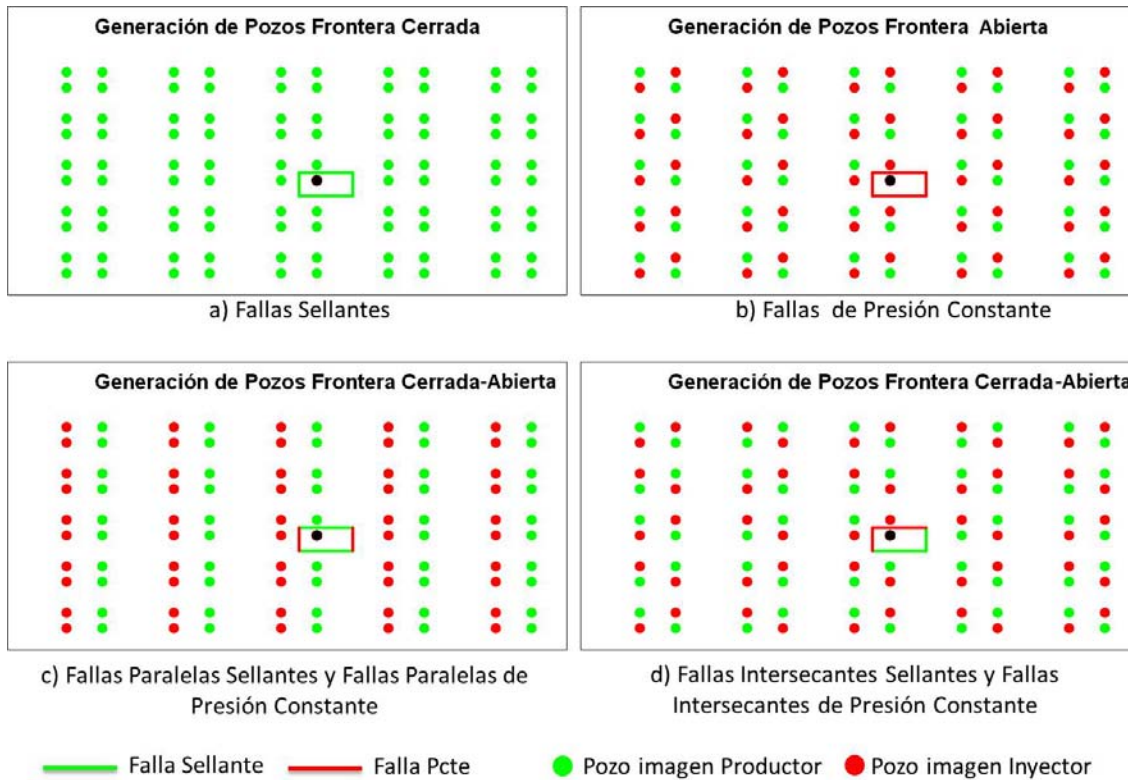 Generación de Pozos Frontera Cerrada
Generación de Pozos Frontera Abierta
a) Fallas Sellantes
b) Fallas de Presión Constante
Generación de Pozos Frontera Cerrada-Abierta
Generación de Pozos Frontera Cerrada-Abierta
c) Fallas Paralelas Sellantes y Fallas Paralelas de
Presión Constante
d) Fallas Intersecantes Sellantes y Fallas
Intersecantes de Presión Constante
Falla Sellante
Falla Pcte
Pozo imagen Productor
Pozo imagen Inyector